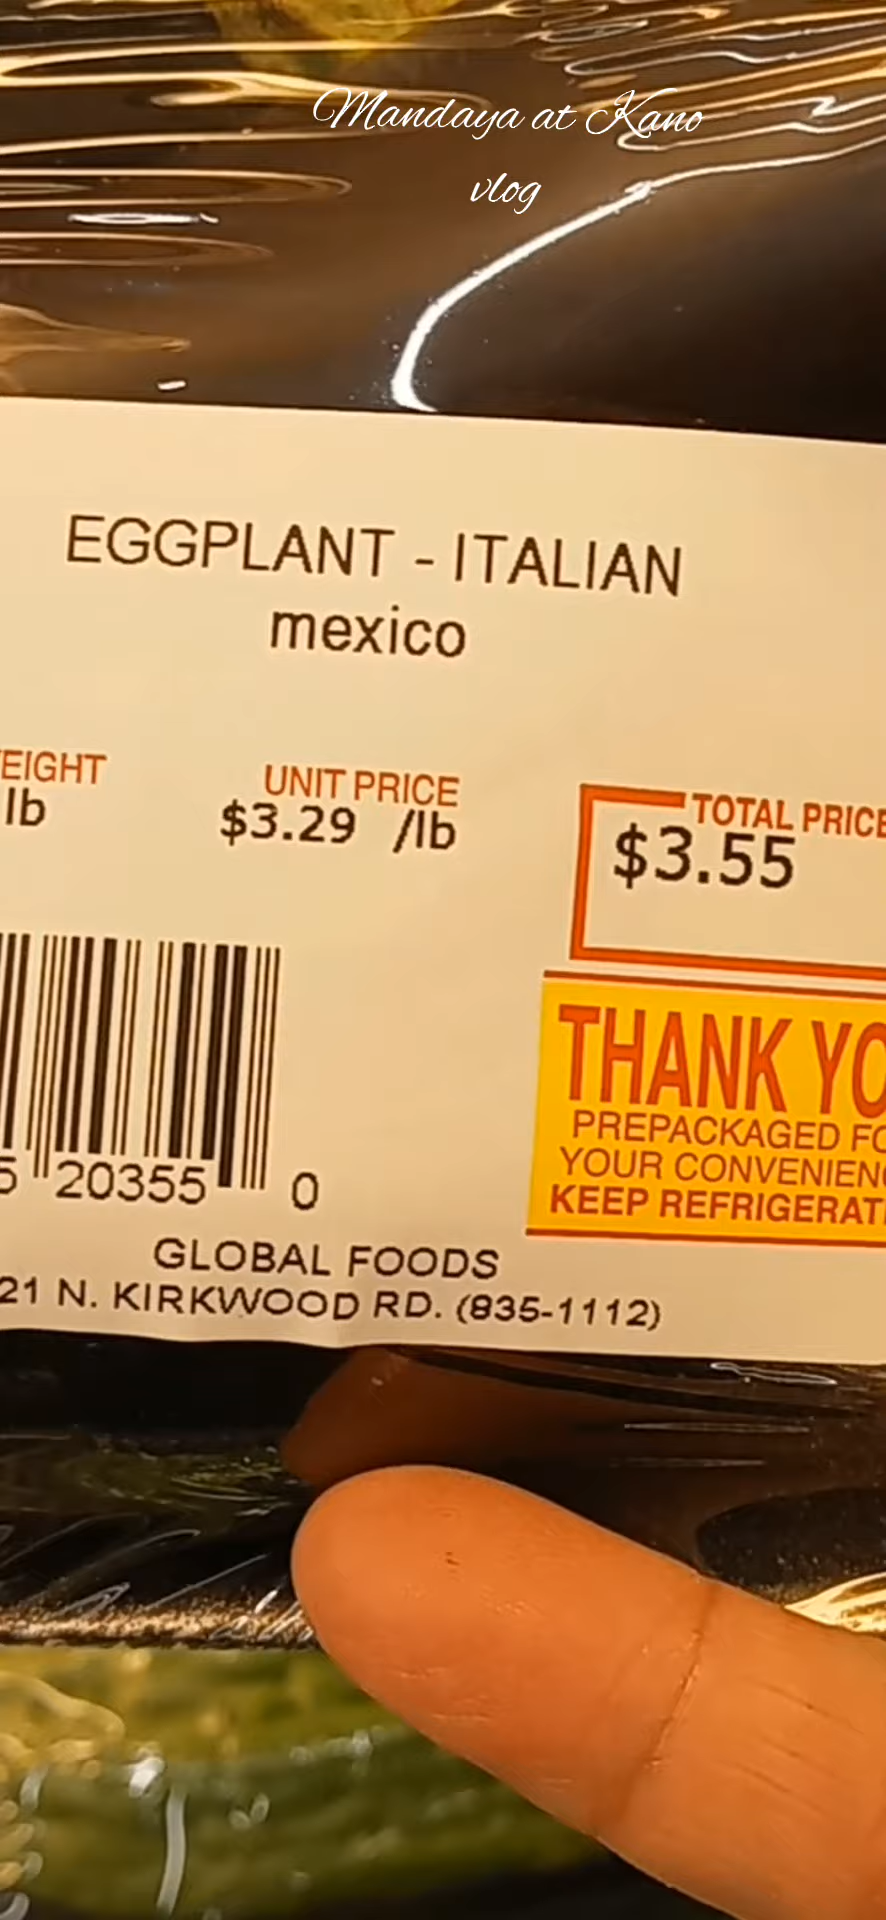 Mandaya at Kano
vlog
EGGPLANT - ITALIAN
mexico
EIGHT
lb
UNIT PRICE
$3.29 /lb
TOTAL PRICE
$3.55
THANK YO
PREPACKAGED FO
YOUR CONVENIENC
KEEP REFRIGERAT
5 20355 0
GLOBAL FOODS
21 N. KIRKWOOD RD. (835-1112)